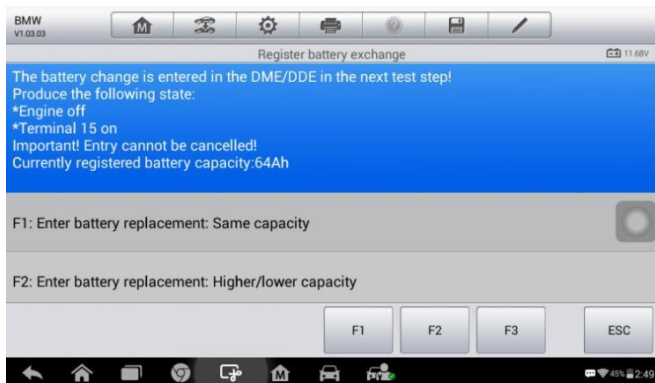 BMW
V1.03.03
Register battery exchange
11.68V
The battery change is entered in the DME/DDE in the next test step!
Produce the following state:
*Engine off
*Terminal 15 on
Important! Entry cannot be cancelled!
Currently registered battery capacity:64Ah
F1: Enter battery replacement: Same capacity
F2: Enter battery replacement: Higher/lower capacity
F1
F2
F3
ESC
45%
2:49